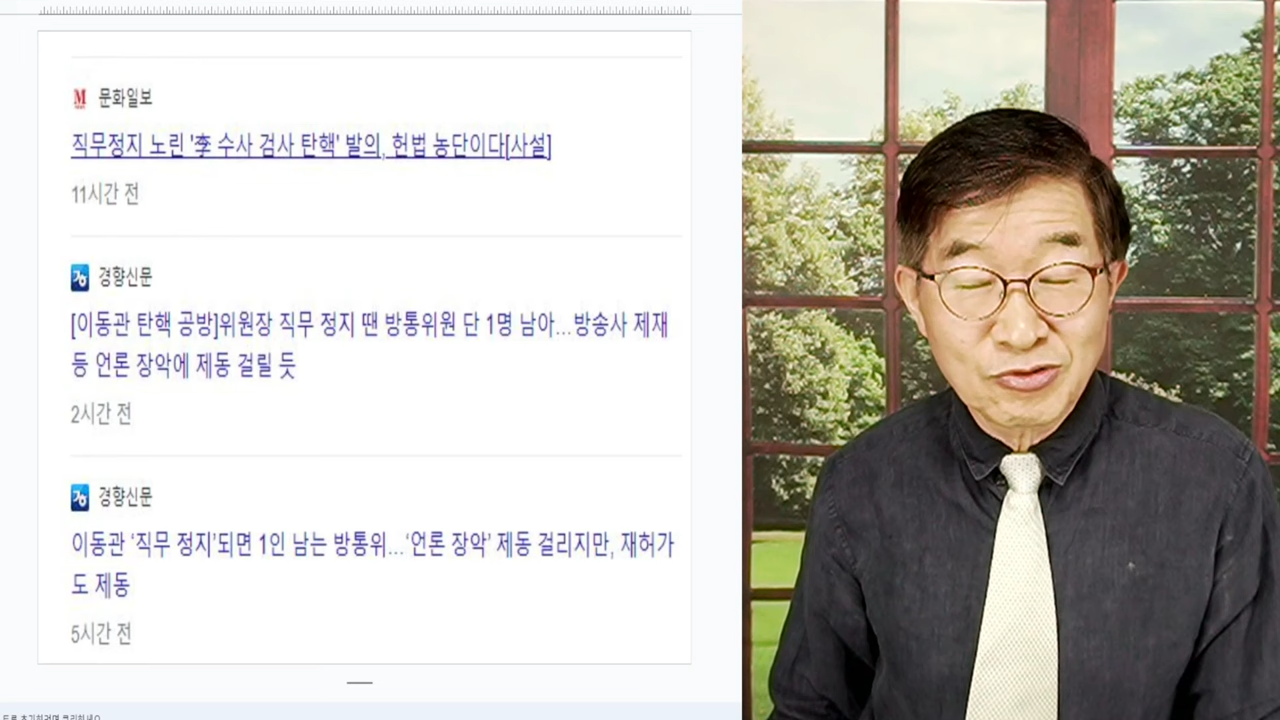 문화일보
직무정지 노린 '李 수사 검사 탄핵' 발의, 헌법 농단이다[사설]
11시간 전
경향신문
[이동관 탄핵 공방]위원장 직무 정지 땐 방통위원 단 1명 남아…방송사 제재
등 언론 장악에 제동 걸릴 듯
2시간 전
경향신문
이동관 ‘직무 정지’되면 1인 남는 방통위…‘언론 장악’ 제동 걸리지만, 재허가
도 제동
5시간 전